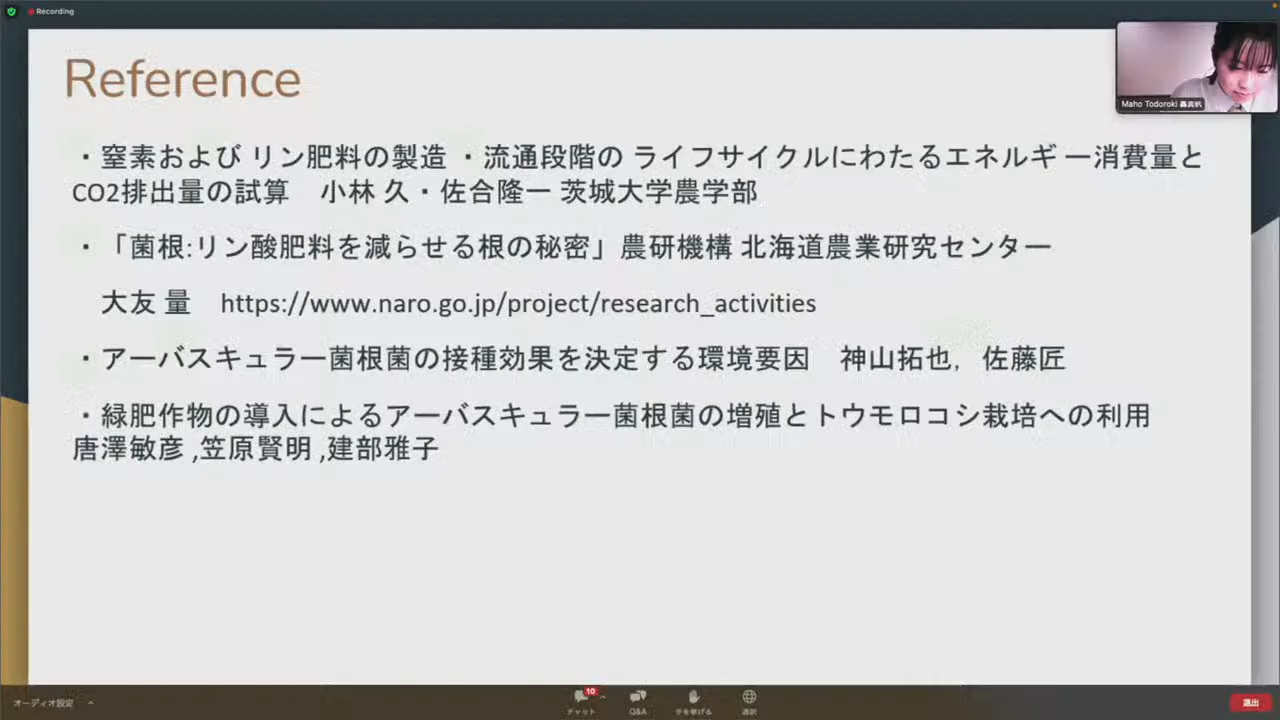 Recording
Reference
・窒素および リン肥料の製造 ・流通段階の ライフサイクルにわたるエネルギ ー消費量と
CO2排出量の試算　小林 久・佐合隆一 茨城大学農学部
・「菌根:リン酸肥料を減らせる根の秘密」農研機構 北海道農業研究センター
大友 量　https://www.naro.go.jp/project/research_activities
・アーバスキュラー菌根菌の接種効果を決定する環境要因　神山拓也，佐藤匠
・緑肥作物の導入によるアーバスキュラー菌根菌の増殖とトウモロコシ栽培への利用
唐澤敏彦 ,笠原賢明 ,建部雅子
Maho Todoroki 轟真帆
オーディオ設定
10
チャット
Q&A
手を挙げる
通訳
退出